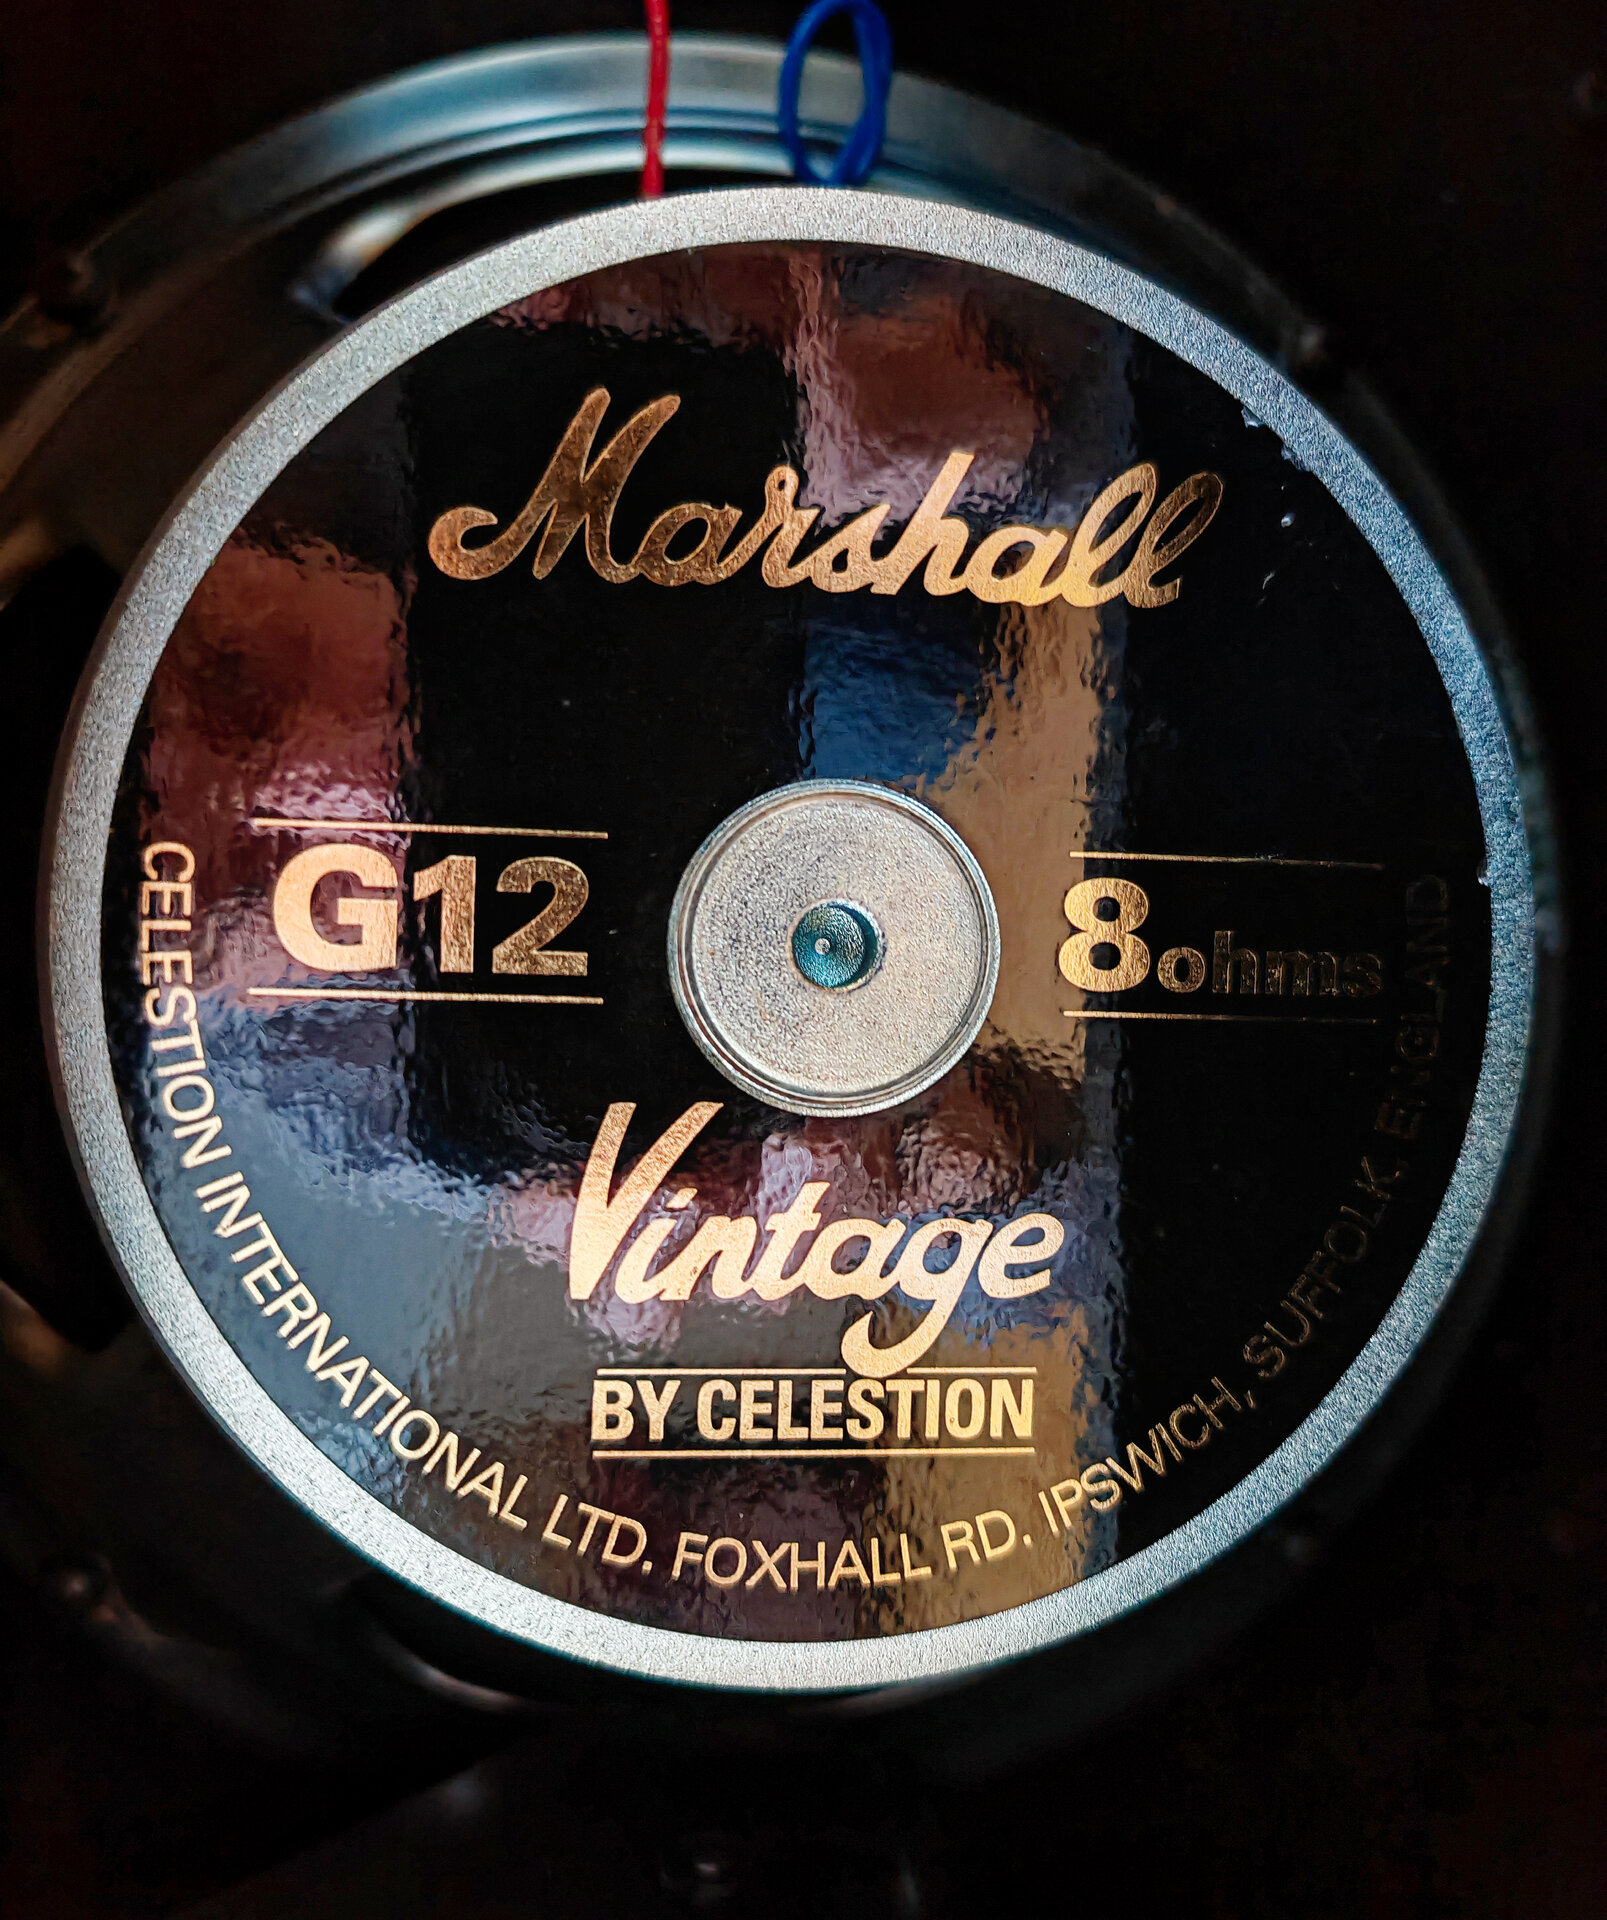 Marshall
G12
8ohms
Vintage
BY CELESTION
CELESTION INTERNATIONAL LTD. FOXHALL RD. IPSWICH, SUFFOLK. ENGLAND